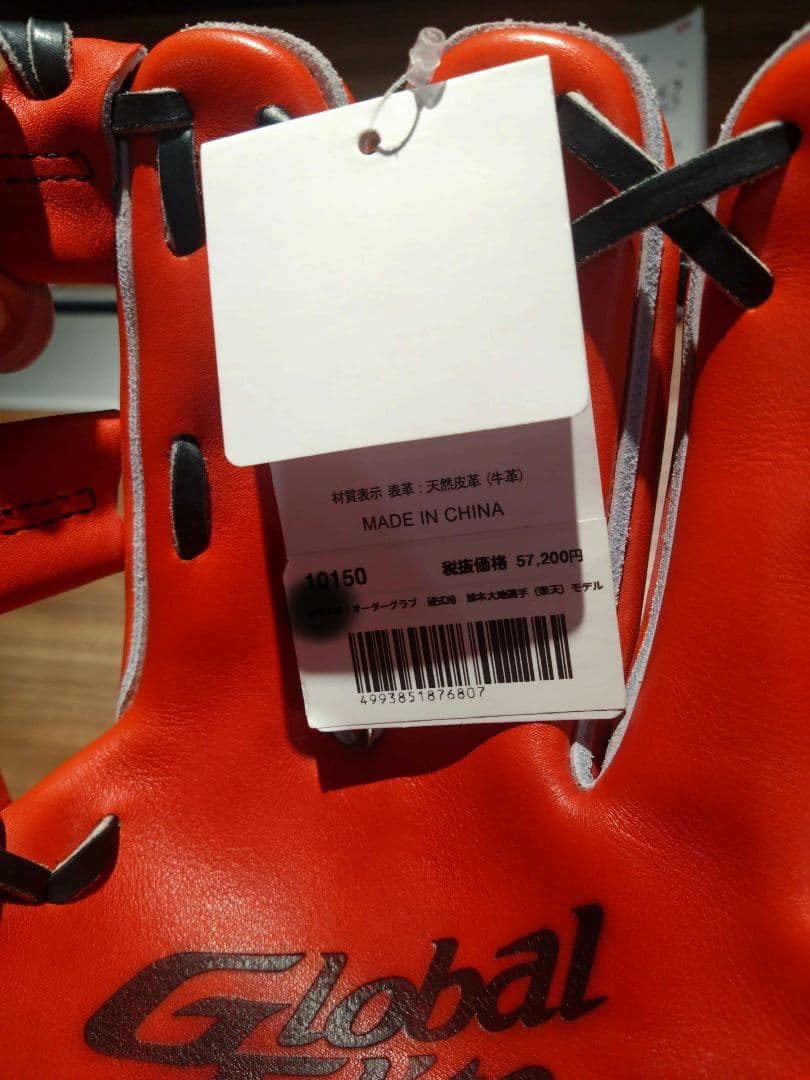 材質表示 表革：天然皮革（牛革）
MADE IN CHINA
10150
税抜価格 57,200円
オーダーグラブ 硬式用 鈴木大地選手（楽天）モデル
4993851876807
Global